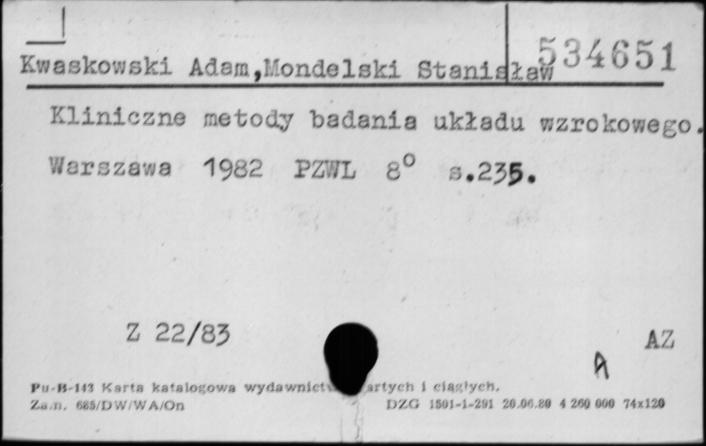 534651
Kwaskowski Adam,Mondelski Stanisław
Kliniczne metody badania układu wzrokowego.
Warszawa 1982 PZWL 8° s.235.
Z 22/83
AZ
A
Pu-B-143 Karta katalogowa wydawnictw artych i ciągłych.
Zam. 685/DW/WA/On DZG 1501-1-291 20.06.80 4 260 000 74x120